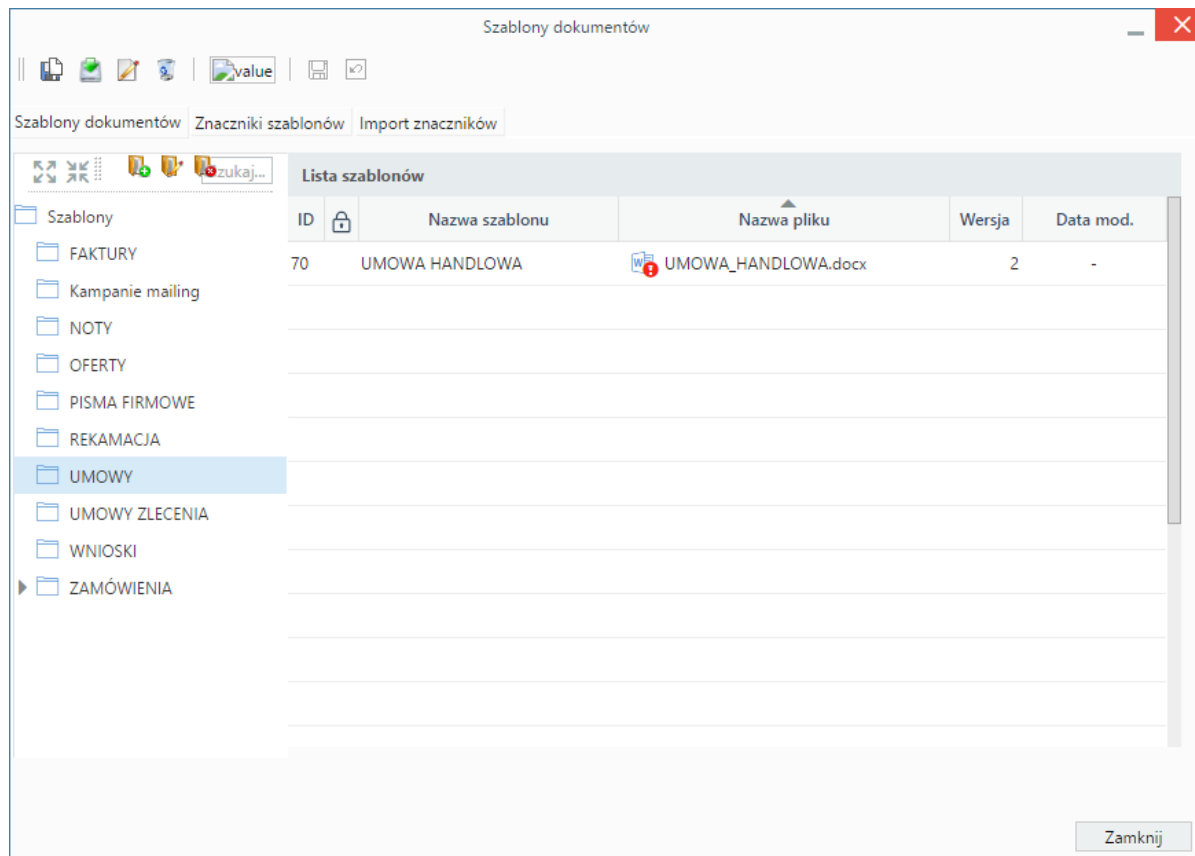 Szablony dokumentów
value
Szablony dokumentów Znaczniki szablonów Import znaczników
zukaj...
Lista szablonów
Szablony
ID Nazwa szablonu Nazwa pliku Wersja Data mod.
FAKTURY
70 UMOWA HANDLOWA UMOWA_HANDLOWA.docx 2 -
Kampanie mailing
NOTY
OFERTY
PISMA FIRMOWE
REKAMACJA
UMOWY
UMOWY ZLECENIA
WNIOSKI
ZAMÓWIENIA
Zamknij